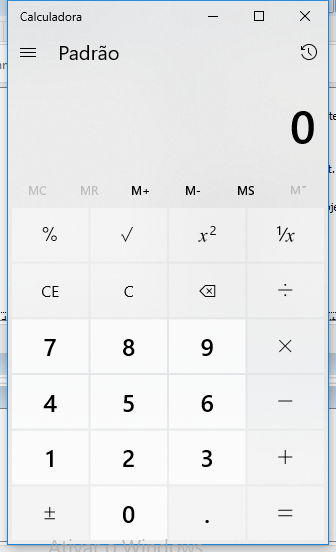 Calculadora
Padrão
0
MC MR M+ M- MS M˅
% √ x² ¹/x
CE C ÷
7 8 9 ×
4 5 6 −
1 2 3 +
± 0 . =
Ativar o Windows